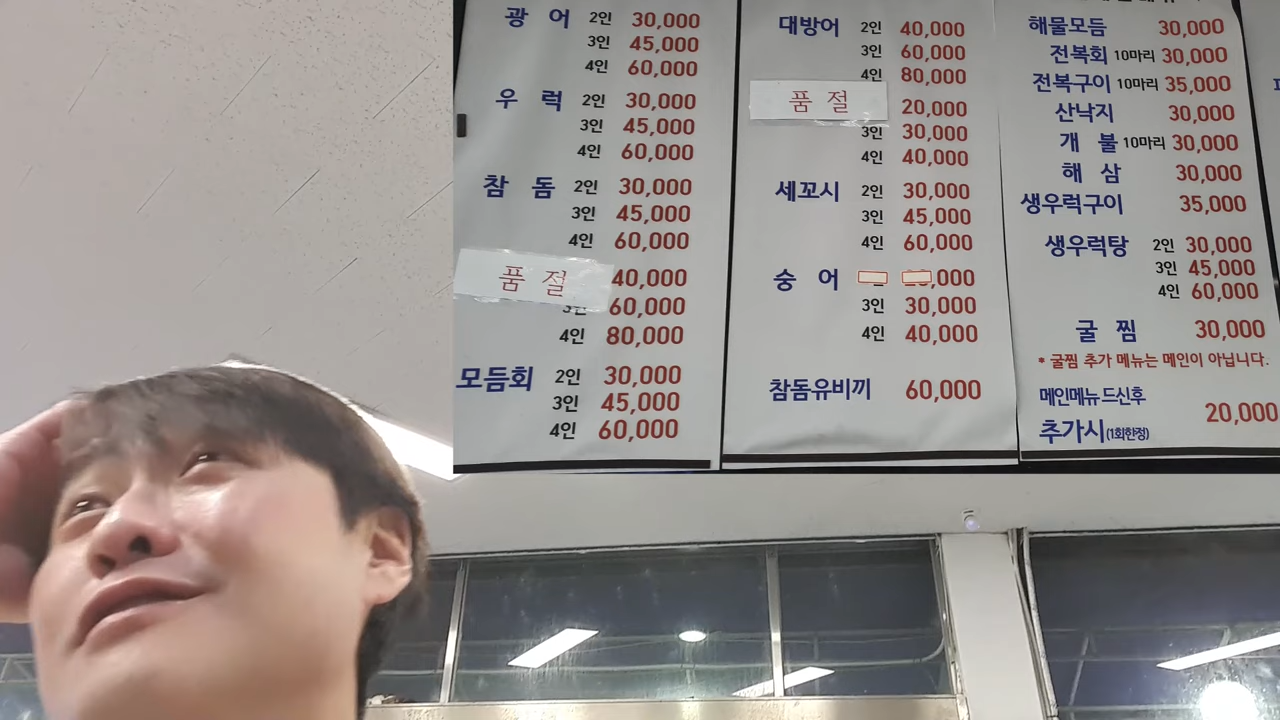 광 어 2인 30,000
3인 45,000
4인 60,000
우 럭 2인 30,000
3인 45,000
4인 60,000
참 돔 2인 30,000
3인 45,000
4인 60,000
품 절 40,000
3인 60,000
4인 80,000
모듬회 2인 30,000
3인 45,000
4인 60,000
대방어 2인 40,000
3인 60,000
4인 80,000
품 절 20,000
3인 30,000
4인 40,000
세꼬시 2인 30,000
3인 45,000
4인 60,000
숭 어
3인 30,000
4인 40,000
참돔유비끼 60,000
해물모듬 30,000
전복회 10마리 30,000
전복구이 10마리 35,000
산낙지 30,000
개 불 10마리 30,000
해 삼 30,000
생우럭구이 35,000
생우럭탕 2인 30,000
3인 45,000
4인 60,000
굴 찜 30,000
* 굴찜 추가 메뉴는 메인이 아닙니다.
메인메뉴드신후
추가시(1회한정) 20,000